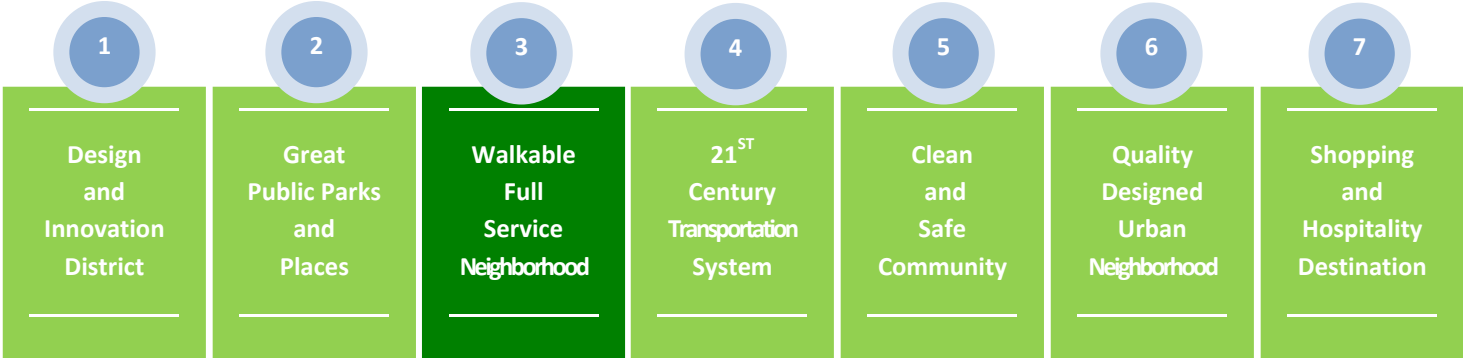 1
Design
and
Innovation
District
2
Great
Public Parks
and
Places
3
Walkable
Full
Service
Neighborhood
4
21ST
Century
Transportation
System
5
Clean
and
Safe
Community
6
Quality
Designed
Urban
Neighborhood
7
Shopping
and
Hospitality
Destination